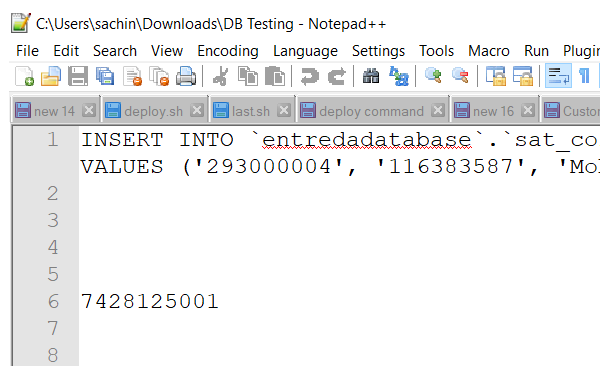 C:\Users\sachin\Downloads\DB Testing - Notepad++
File Edit Search View Encoding Language Settings Tools Macro Run
new 14 deploy.sh last.sh deploy command new 16
1 INSERT INTO `entredadatabase`.`sat_co
VALUES ('293000004', '116383587', 'Mo
2
3
4
5
6 7428125001
7
8